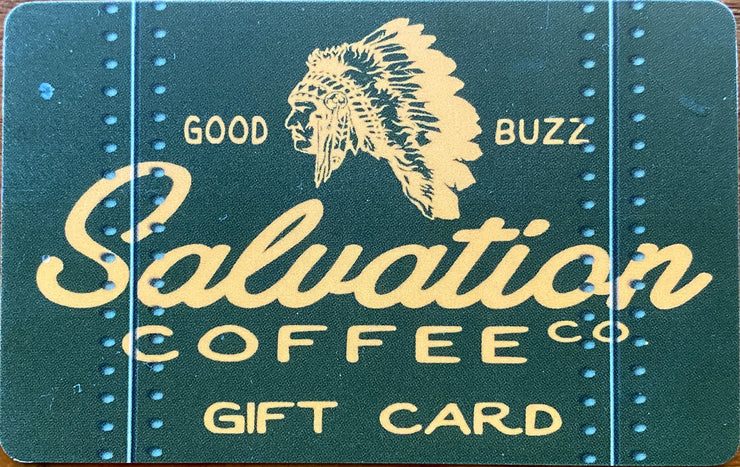 GOOD BUZZ
Salvation
COFFEE CO
GIFT CARD